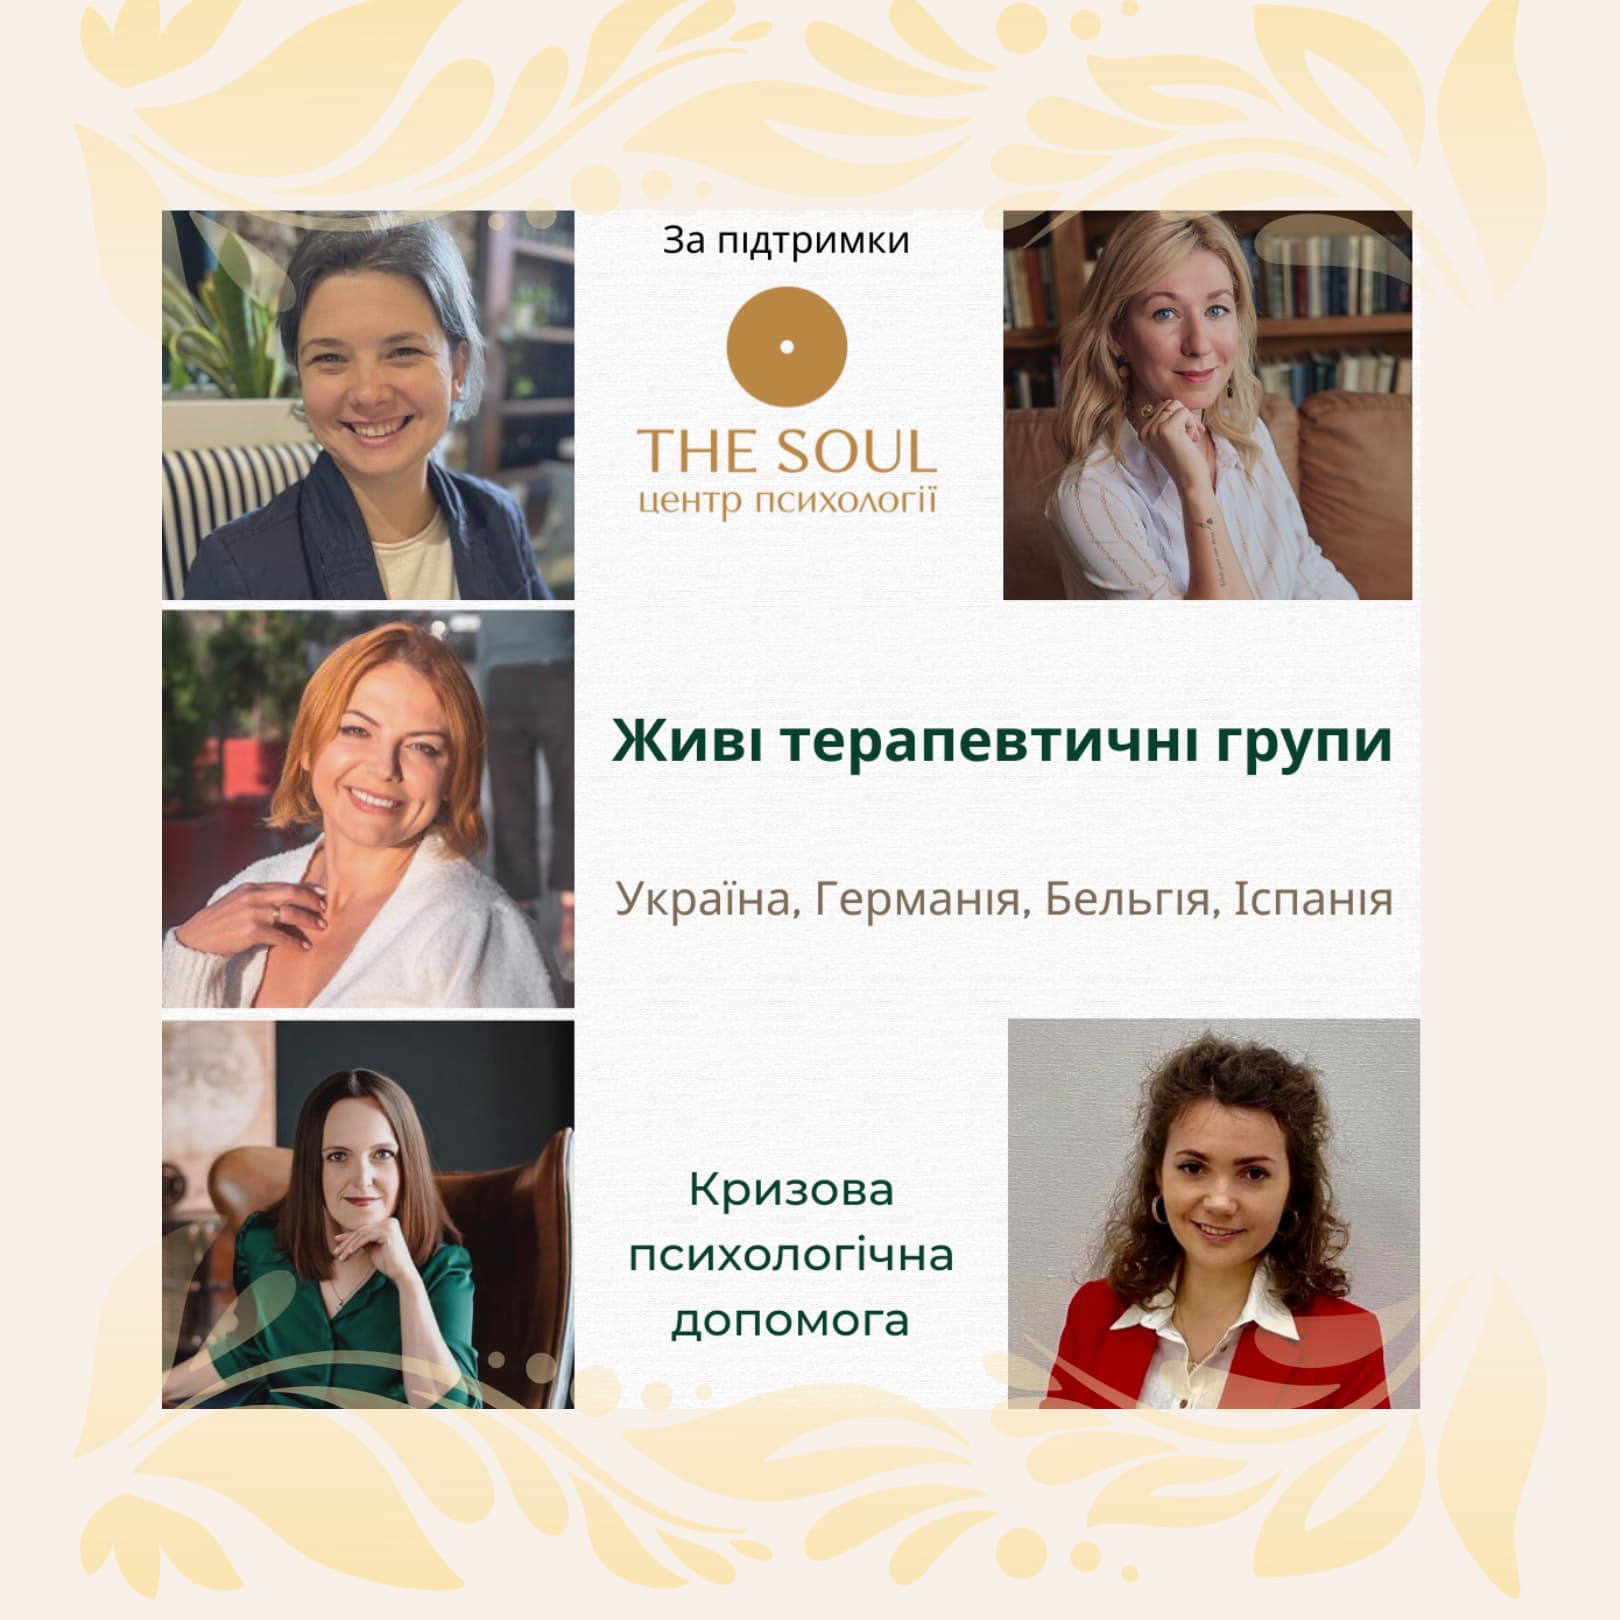 За підтримки
THE SOUL
центр психології
Живі терапевтичні групи
Україна, Германія, Бельгія, Іспанія
Кризова
психологічна
допомога